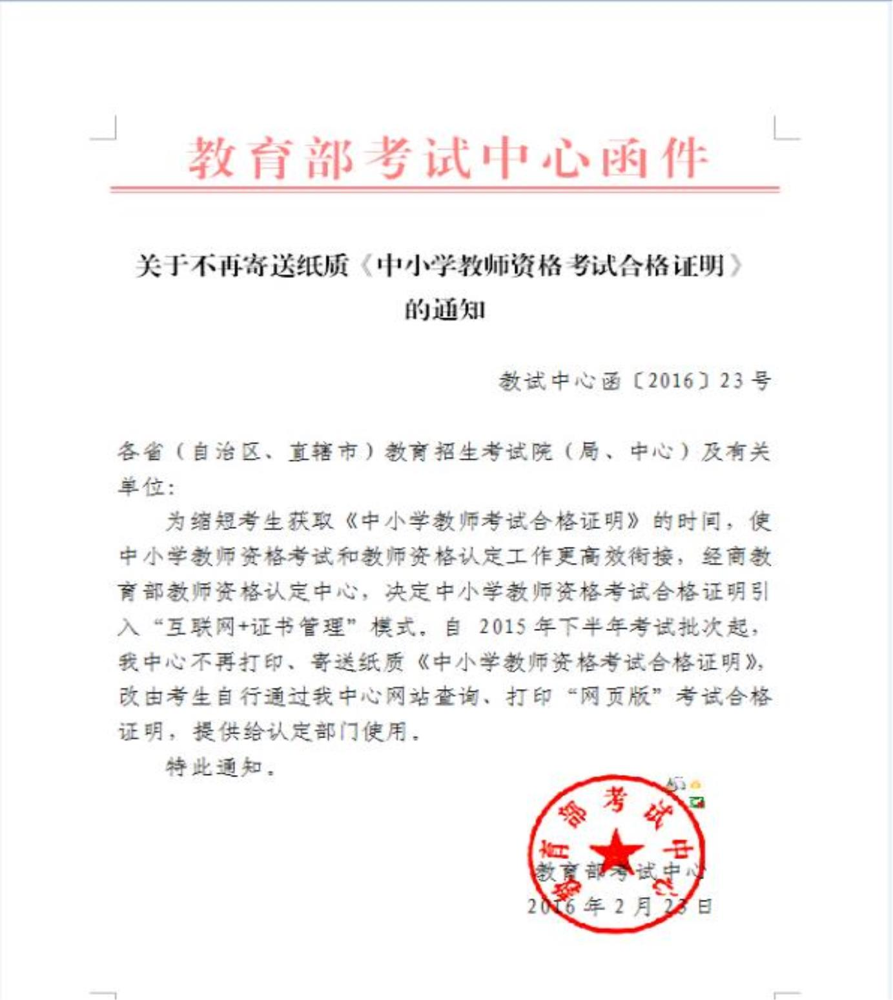 教育部考试中心函件
关于不再寄送纸质《中小学教师资格考试合格证明》
的通知
教试中心函〔2016〕23号
各省（自治区、直辖市）教育招生考试院（局、中心）及有关
单位：
为缩短考生获取《中小学教师考试合格证明》的时间，使
中小学教师资格考试和教师资格认定工作更高效衔接，经商教
育部教师资格认定中心，决定中小学教师资格考试合格证明引
入“互联网+证书管理”模式。自 2015年下半年考试批次起，
我中心不再打印、寄送纸质《中小学教师资格考试合格证明》，
改由考生自行通过我中心网站查询、打印“网页版”考试合格
证明，提供给认定部门使用。
特此通知。
教育部考试中心
教育部考试中心
2016年2月23日